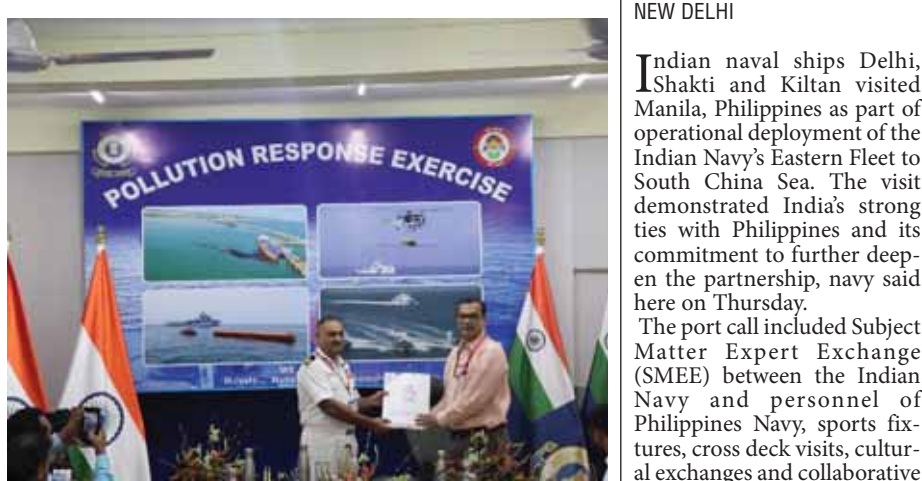 POLLUTION RESPONSE EXERCISE
NEW DELHI
Indian naval ships Delhi,
Shakti and Kiltan visited
Manila, Philippines as part of
operational deployment of the
Indian Navy’s Eastern Fleet to
South China Sea. The visit
demonstrated India’s strong
ties with Philippines and its
commitment to further deep-
en the partnership, navy said
here on Thursday.
The port call included Subject
Matter Expert Exchange
(SMEE) between the Indian
Navy and personnel of
Philippines Navy, sports fix-
tures, cross deck visits, cultur-
al exchanges and collaborative